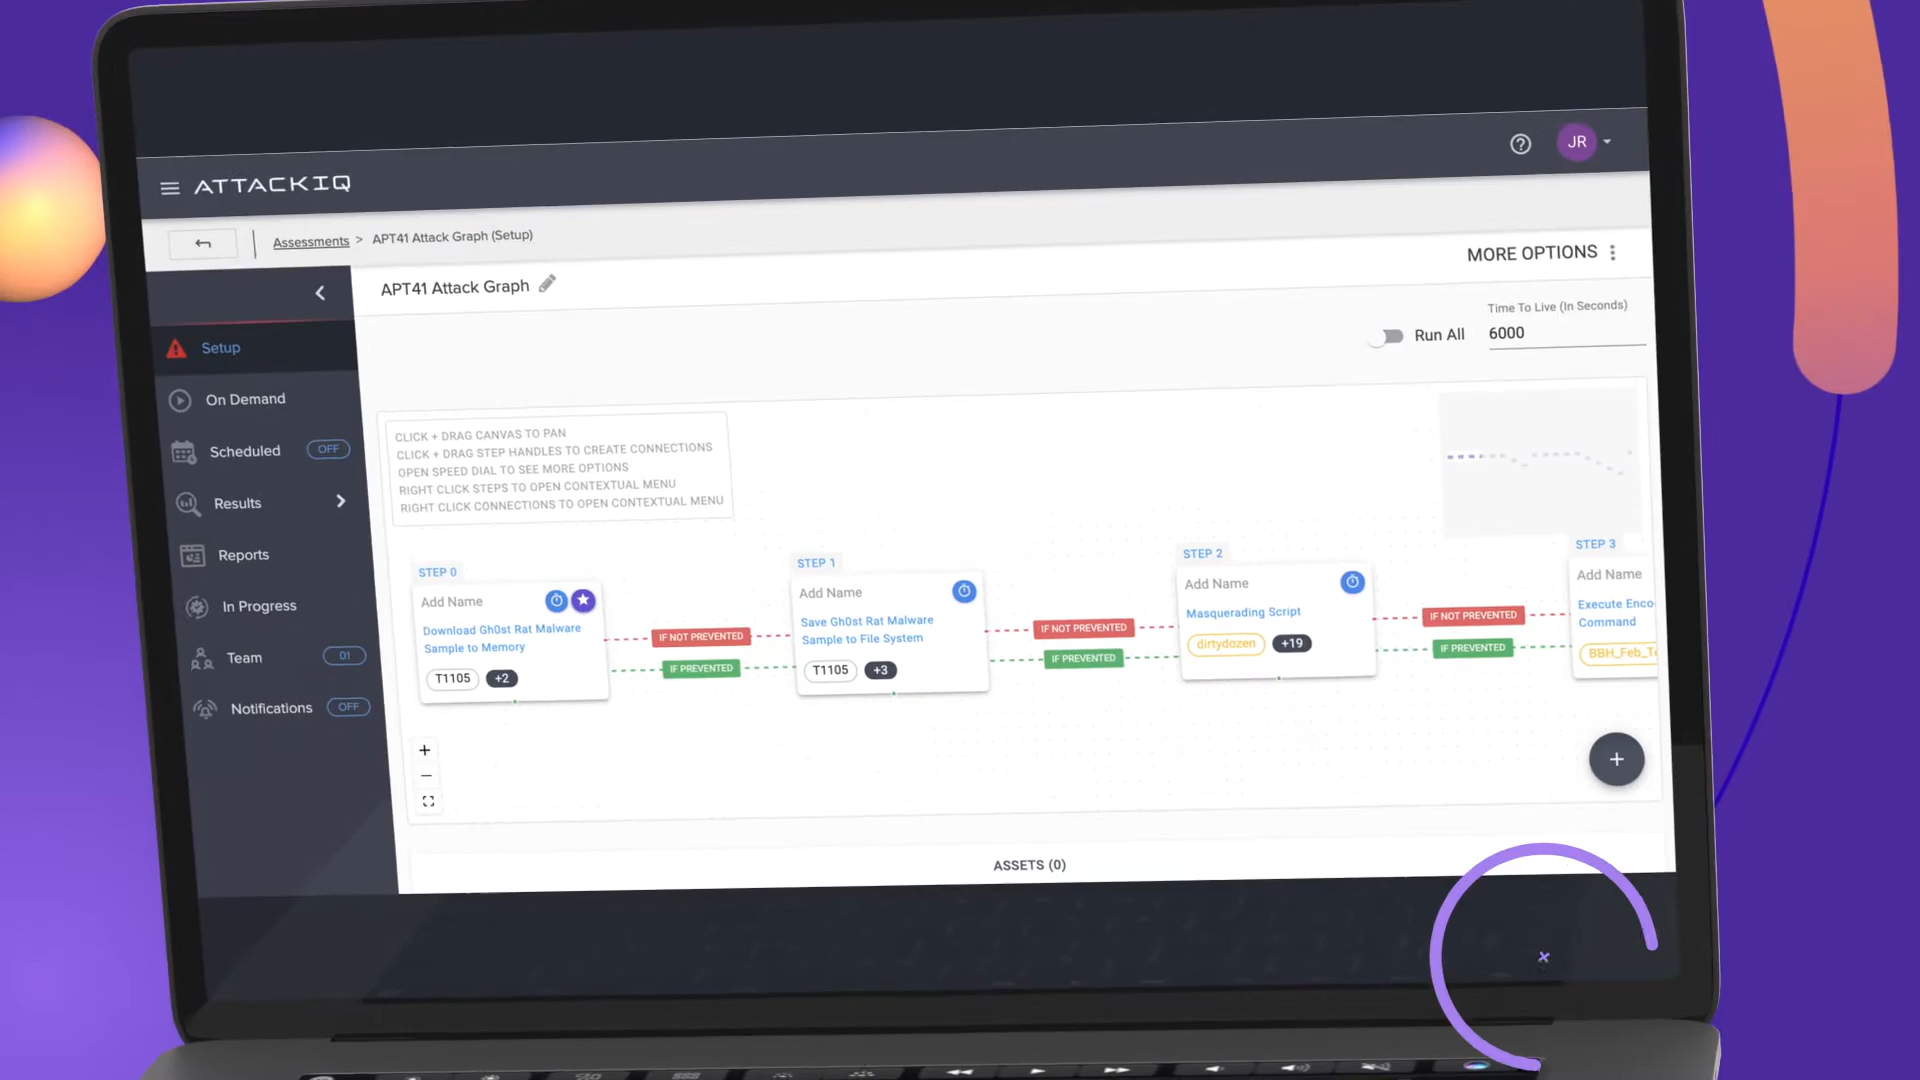 ATTACKIQ
JR
Assessments > APT41 Attack Graph (Setup)
MORE OPTIONS
APT41 Attack Graph
Time To Live (In Seconds)
Run All
6000
Setup
On Demand
Scheduled OFF
Results
Reports
In Progress
Team 01
Notifications OFF
CLICK + DRAG CANVAS TO PAN
CLICK + DRAG STEP HANDLES TO CREATE CONNECTIONS
OPEN SPEED DIAL TO SEE MORE OPTIONS
RIGHT CLICK STEPS TO OPEN CONTEXTUAL MENU
RIGHT CLICK CONNECTIONS TO OPEN CONTEXTUAL MENU
STEP 0
Add Name
Download Gh0st Rat Malware
Sample to Memory
T1105 +2
IF NOT PREVENTED
IF PREVENTED
STEP 1
Add Name
Save Gh0st Rat Malware
Sample to File System
T1105 +3
IF NOT PREVENTED
IF PREVENTED
STEP 2
Add Name
Masquerading Script
dirtydozen +19
IF NOT PREVENTED
IF PREVENTED
STEP 3
Add Name
Execute Enco
Command
BBH_Feb_Te
ASSETS (0)